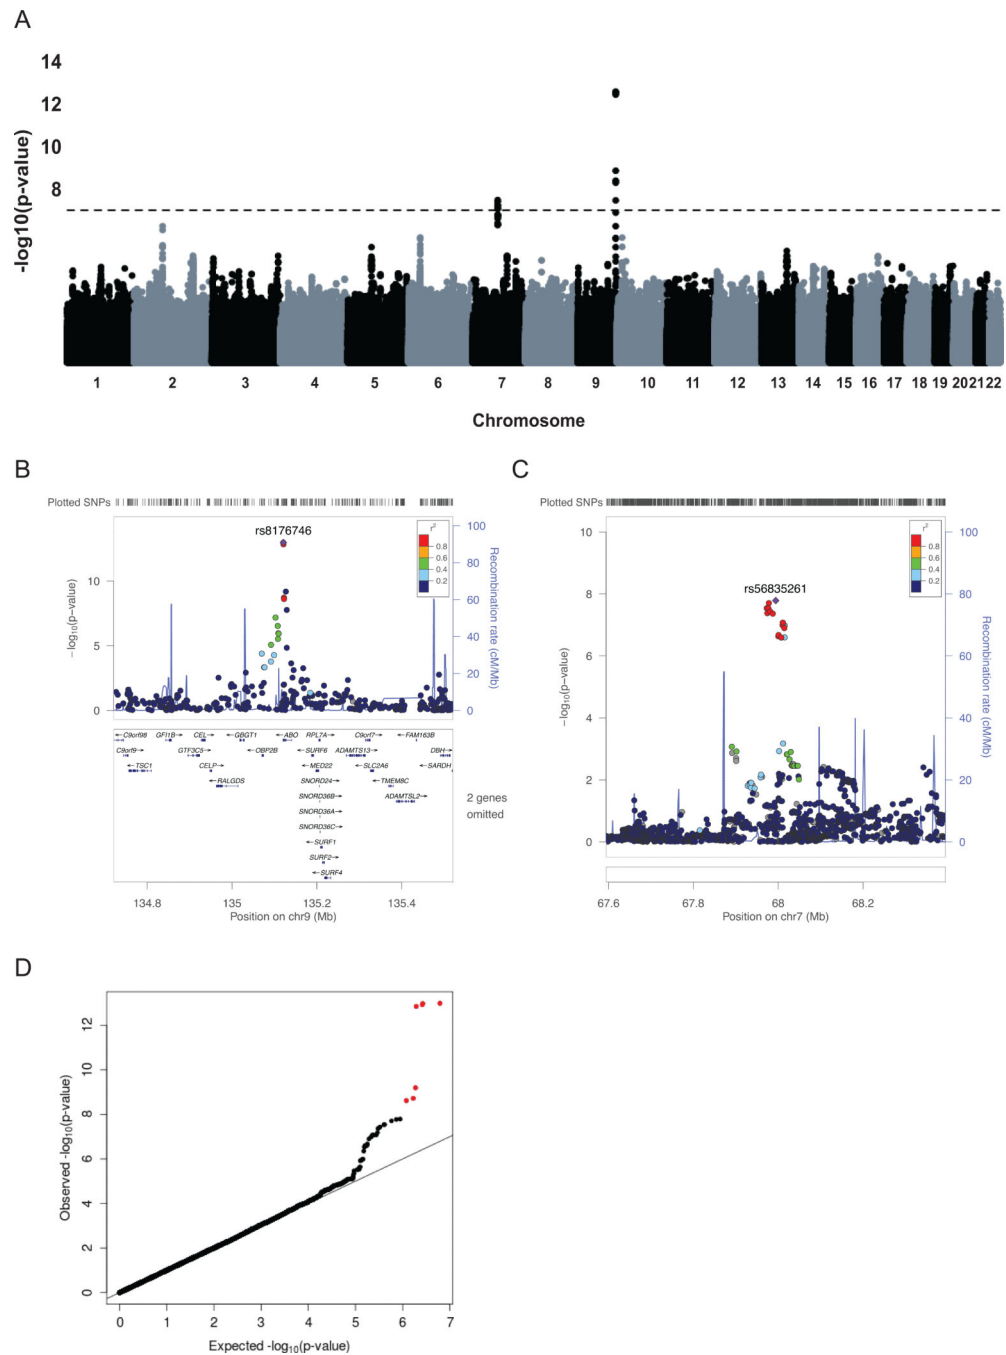 A
14
12
10
8
-log10(p-value)
1 2 3 4 5 6 7 8 9 10 11 12 13 14 15 16 17 18 19 20 21 22
Chromosome
B
Plotted SNPs
rs8176746
r²
0.8
0.6
0.4
0.2
100
80
60
40
20
0
Recombination rate (cM/Mb)
10
5
0
−log₁₀(p−value)
C9orf98 GFI1B CEL GBGT1 ABO RPL7A C9orf7 FAM163B
C9orf9 GTF3C5 OBP2B SURF6 ADAMTS13 DBH
TSC1 CELP MED22 SLC2A6 SARDH
RALGDS SNORD24 TMEM8C
SNORD36B ADAMTSL2
SNORD36A
SNORD36C
SURF1
SURF2
SURF4
2 genes
omitted
134.8 135 135.2 135.4
Position on chr9 (Mb)
C
Plotted SNPs
rs56835261
r²
0.8
0.6
0.4
0.2
100
80
60
40
20
0
Recombination rate (cM/Mb)
10
8
6
4
2
0
−log₁₀(p−value)
67.6 67.8 68 68.2
Position on chr7 (Mb)
D
12
10
8
6
4
2
0
Observed -log₁₀(p-value)
0 1 2 3 4 5 6 7
Expected -log₁₀(p-value)